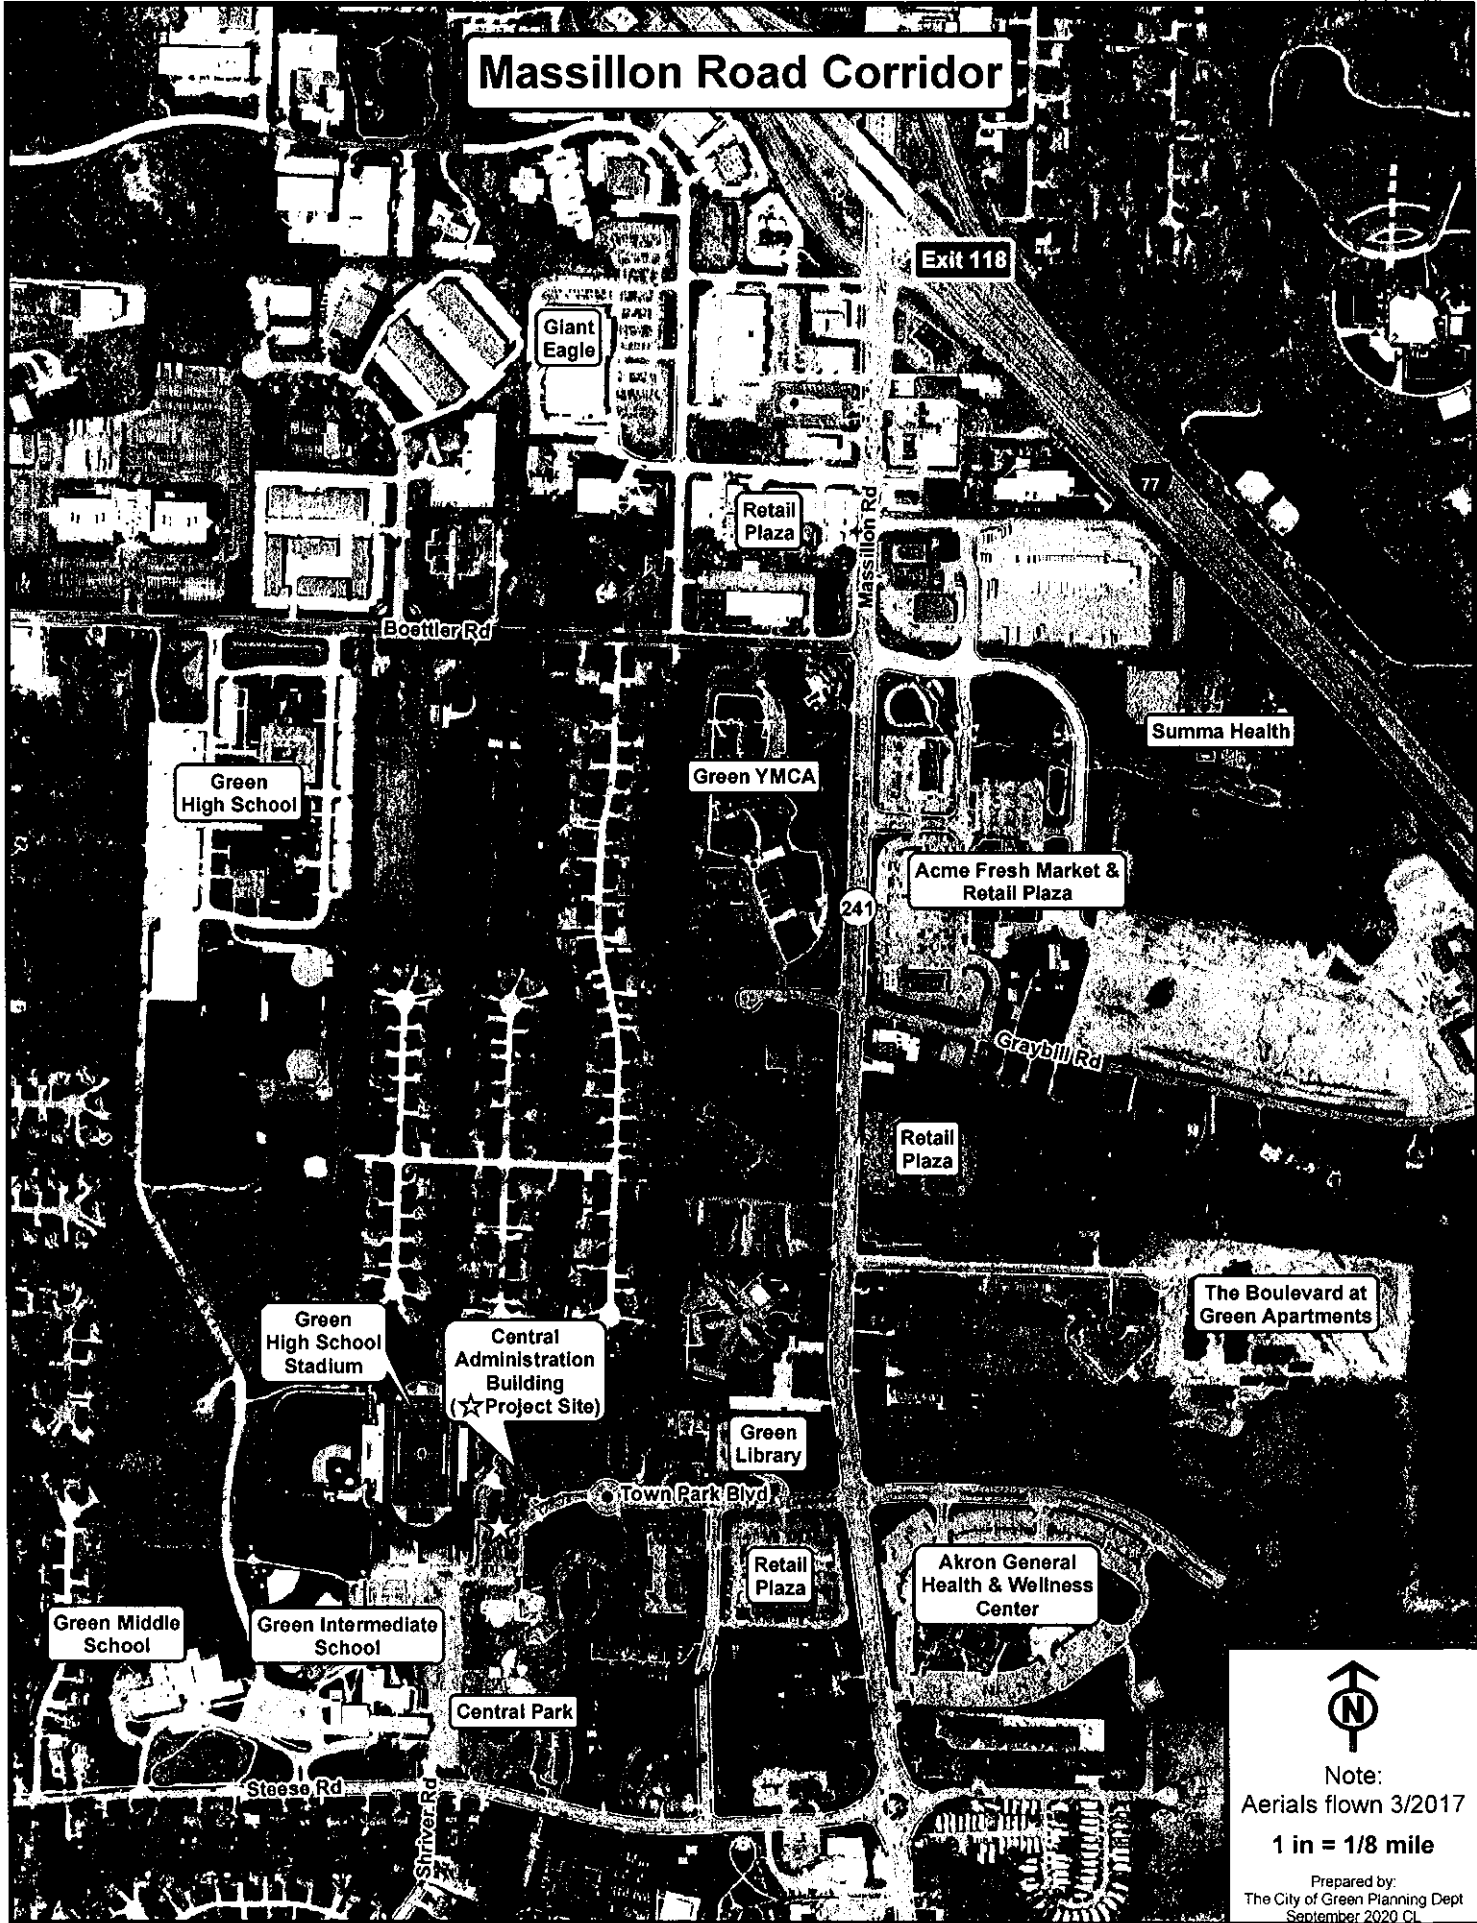 Massillon Road Corridor
Exit 118
Giant
Eagle
77
Retail
Plaza
Massillon Rd
Boettler Rd
Summa Health
Green
High School
Green YMCA
Acme Fresh Market &
Retail Plaza
241
Graybill Rd
Retail
Plaza
The Boulevard at
Green Apartments
Green
High School
Stadium
Central
Administration
Building
(☆Project Site)
Green
Library
Town Park Blvd
Retail
Plaza
Akron General
Health & Wellness
Center
Green Middle
School
Green Intermediate
School
Central Park
Steese Rd
Shriver Rd
N
Note:
Aerials flown 3/2017
1 in = 1/8 mile
Prepared by:
The City of Green Planning Dept
September 2020 CL